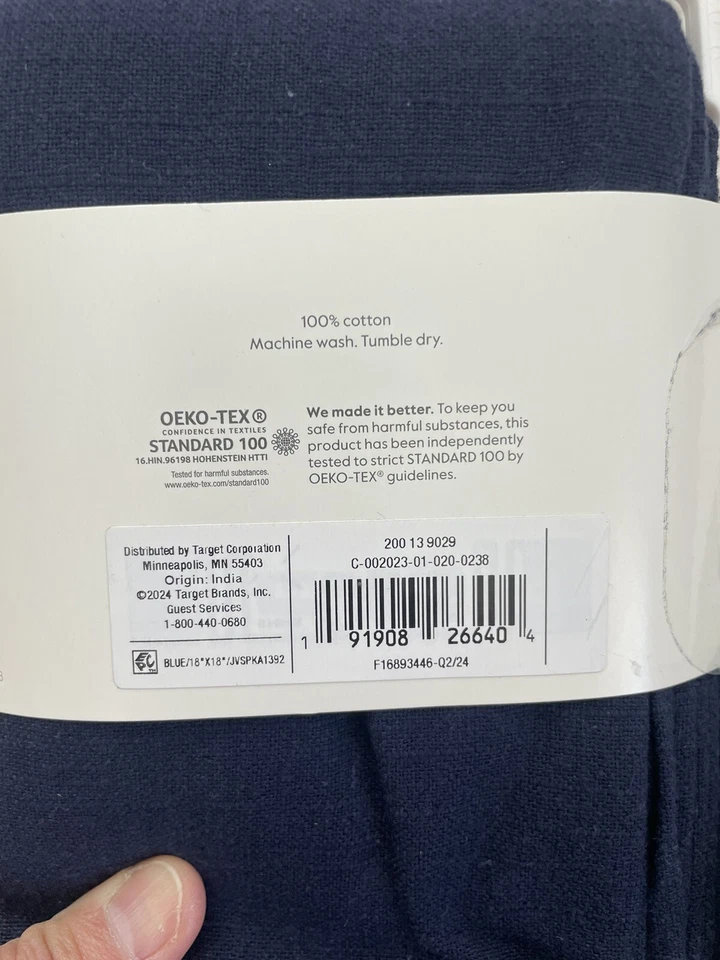 100% cotton
Machine wash. Tumble dry.
OEKO-TEX®
CONFIDENCE IN TEXTILES
STANDARD 100
16.HIN.96198 HOHENSTEIN HTTI
Tested for harmful substances.
www.oeko-tex.com/standard100
We made it better. To keep you
safe from harmful substances, this
product has been independently
tested to strict STANDARD 100 by
OEKO-TEX® guidelines.
Distributed by Target Corporation
Minneapolis, MN 55403
Origin: India
©2024 Target Brands, Inc.
Guest Services
1-800-440-0680
EPC TM
BLUE/18"X18"/JVSPKA1392
200 13 9029
C-002023-01-020-0238
1 91908 26640 4
F16893446-Q2/24